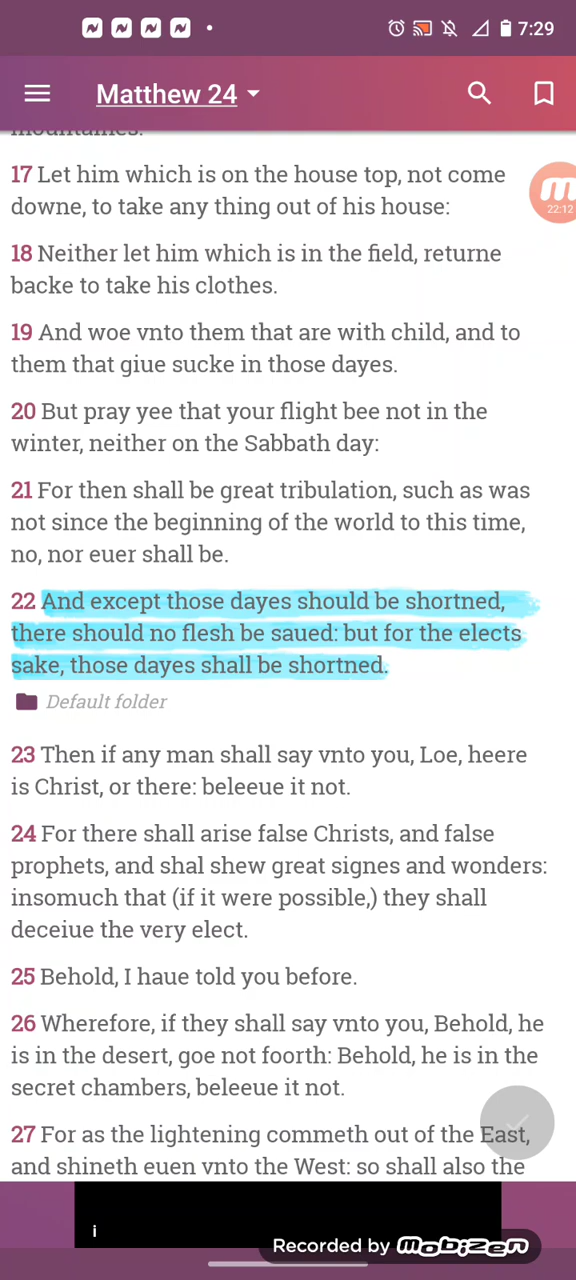 7:29
Matthew 24
mountaines.
17 Let him which is on the house top, not come
downe, to take any thing out of his house:
22:12
18 Neither let him which is in the field, returne
backe to take his clothes.
19 And woe vnto them that are with child, and to
them that giue sucke in those dayes.
20 But pray yee that your flight bee not in the
winter, neither on the Sabbath day:
21 For then shall be great tribulation, such as was
not since the beginning of the world to this time,
no, nor euer shall be.
22 And except those dayes should be shortned,
there should no flesh be saued: but for the elects
sake, those dayes shall be shortned.
Default folder
23 Then if any man shall say vnto you, Loe, heere
is Christ, or there: beleeue it not.
24 For there shall arise false Christs, and false
prophets, and shal shew great signes and wonders:
insomuch that (if it were possible,) they shall
deceiue the very elect.
25 Behold, I haue told you before.
26 Wherefore, if they shall say vnto you, Behold, he
is in the desert, goe not foorth: Behold, he is in the
secret chambers, beleeue it not.
27 For as the lightening commeth out of the East,
and shineth euen vnto the West: so shall also the
i
Recorded by mobizen